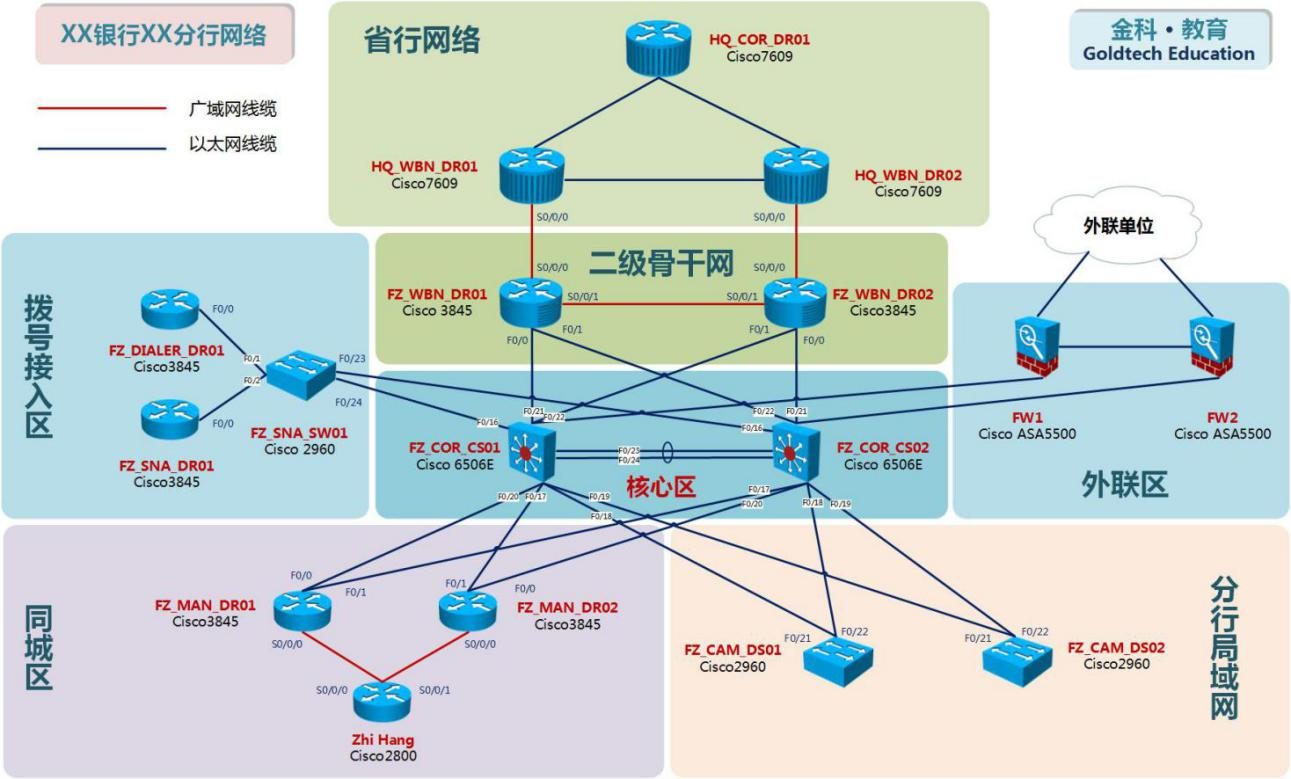 XX银行XX分行网络
省行网络
金科·教育
Goldtech Education
广域网线缆
以太网线缆
HQ_COR_DR01
Cisco7609
HQ_WBN_DR01
Cisco7609
HQ_WBN_DR02
Cisco7609
S0/0/0
S0/0/0
外联单位
二级骨干网
S0/0/0
S0/0/0
FZ_WBN_DR01
Cisco 3845
S0/0/1
S0/0/1
FZ_WBN_DR02
Cisco3845
F0/0
F0/1
F0/1
F0/0
拨号接入区
F0/0
FZ_DIALER_DR01
Cisco3845
F0/1
F0/2
F0/23
F0/24
F0/0
FZ_SNA_SW01
Cisco 2960
FZ_SNA_DR01
Cisco3845
F0/16
F0/21
F0/22
F0/22
F0/21
F0/16
FZ_COR_CS01
Cisco 6506E
F0/23
F0/24
FZ_COR_CS02
Cisco 6506E
核心区
FW1
Cisco ASA5500
FW2
Cisco ASA5500
外联区
F0/20
F0/17
F0/19
F0/18
F0/17
F0/20
F0/18
F0/19
同城区
F0/0
F0/1
FZ_MAN_DR01
Cisco3845
S0/0/0
F0/1
F0/0
FZ_MAN_DR02
Cisco3845
S0/0/0
S0/0/0
S0/0/1
Zhi Hang
Cisco2800
F0/21
F0/22
FZ_CAM_DS01
Cisco2960
F0/21
F0/22
FZ_CAM_DS02
Cisco2960
分行局域网